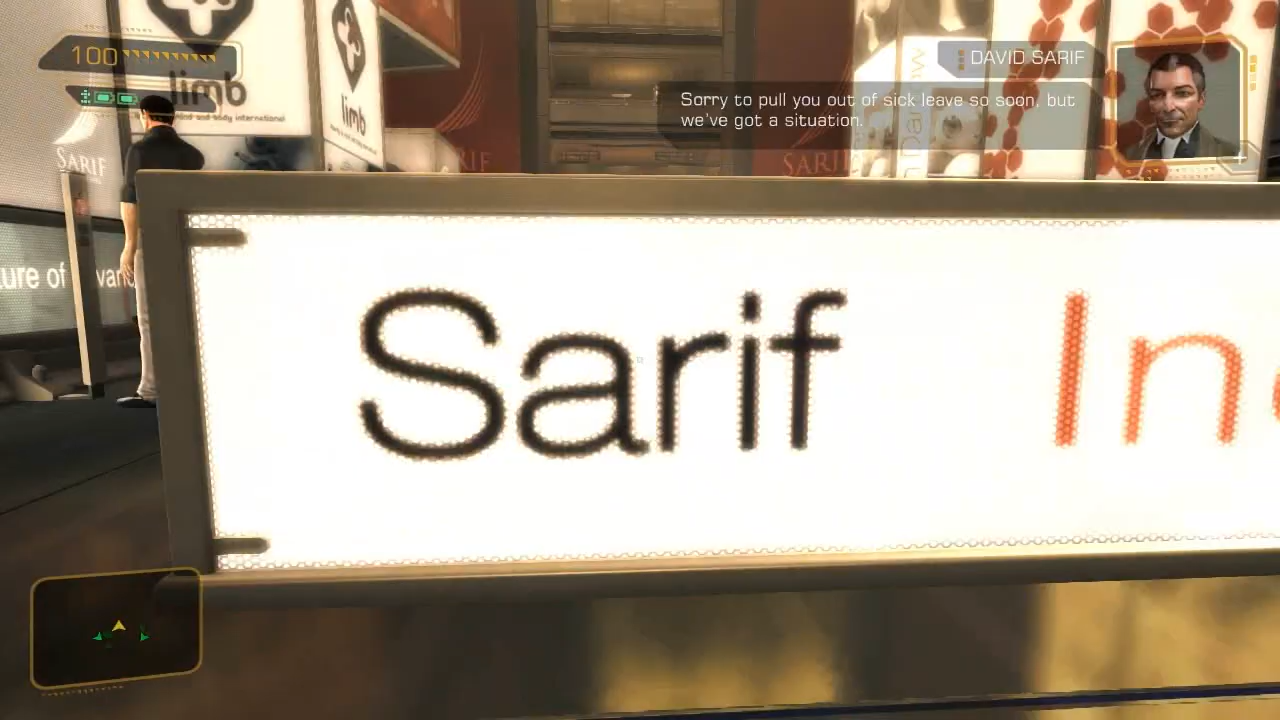 100
limb
limb
DAVID SARIF
Sorry to pull you out of sick leave so soon, but
we've got a situation.
SARIF
SARIF
ure of
Sarif In